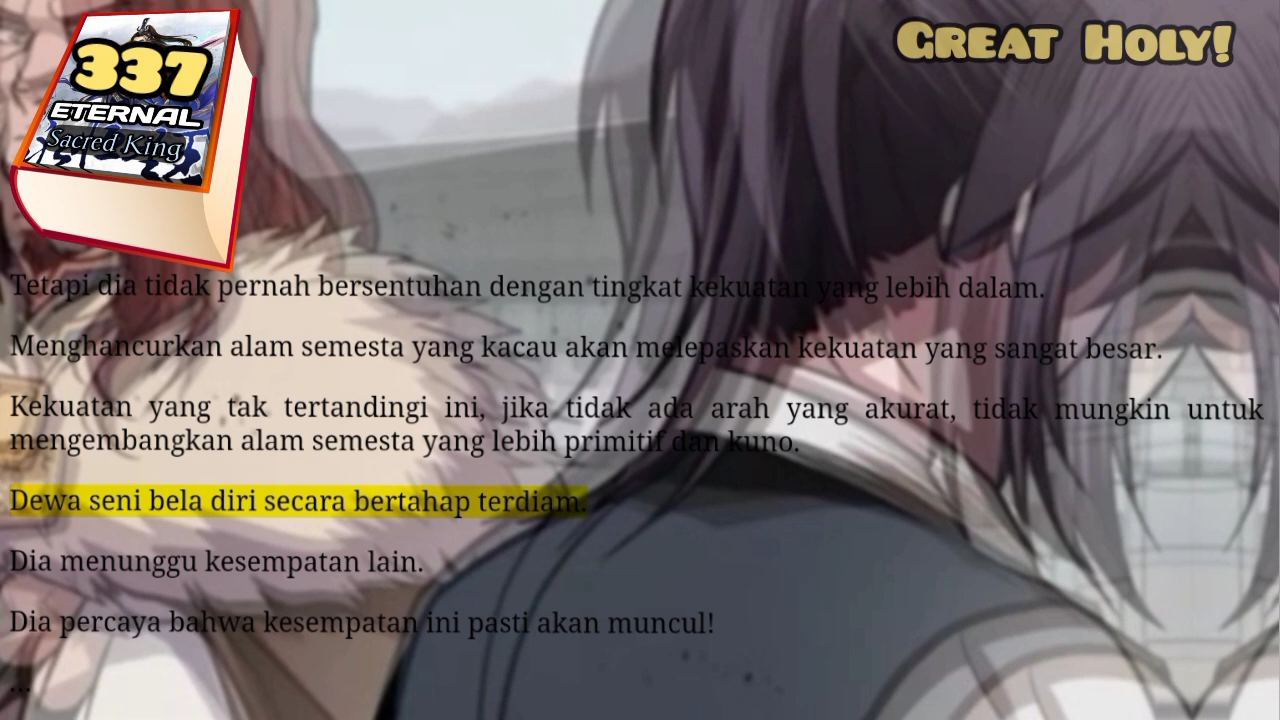 337
ETERNAL
Sacred King
GREAT HOLY!
Tetapi dia tidak pernah bersentuhan dengan tingkat kekuatan yang lebih dalam.
Menghancurkan alam semesta yang kacau akan melepaskan kekuatan yang sangat besar.
Kekuatan yang tak tertandingi ini, jika tidak ada arah yang akurat, tidak mungkin untuk
mengembangkan alam semesta yang lebih primitif dan kuno.
Dewa seni bela diri secara bertahap terdiam.
Dia menunggu kesempatan lain.
Dia percaya bahwa kesempatan ini pasti akan muncul!
...